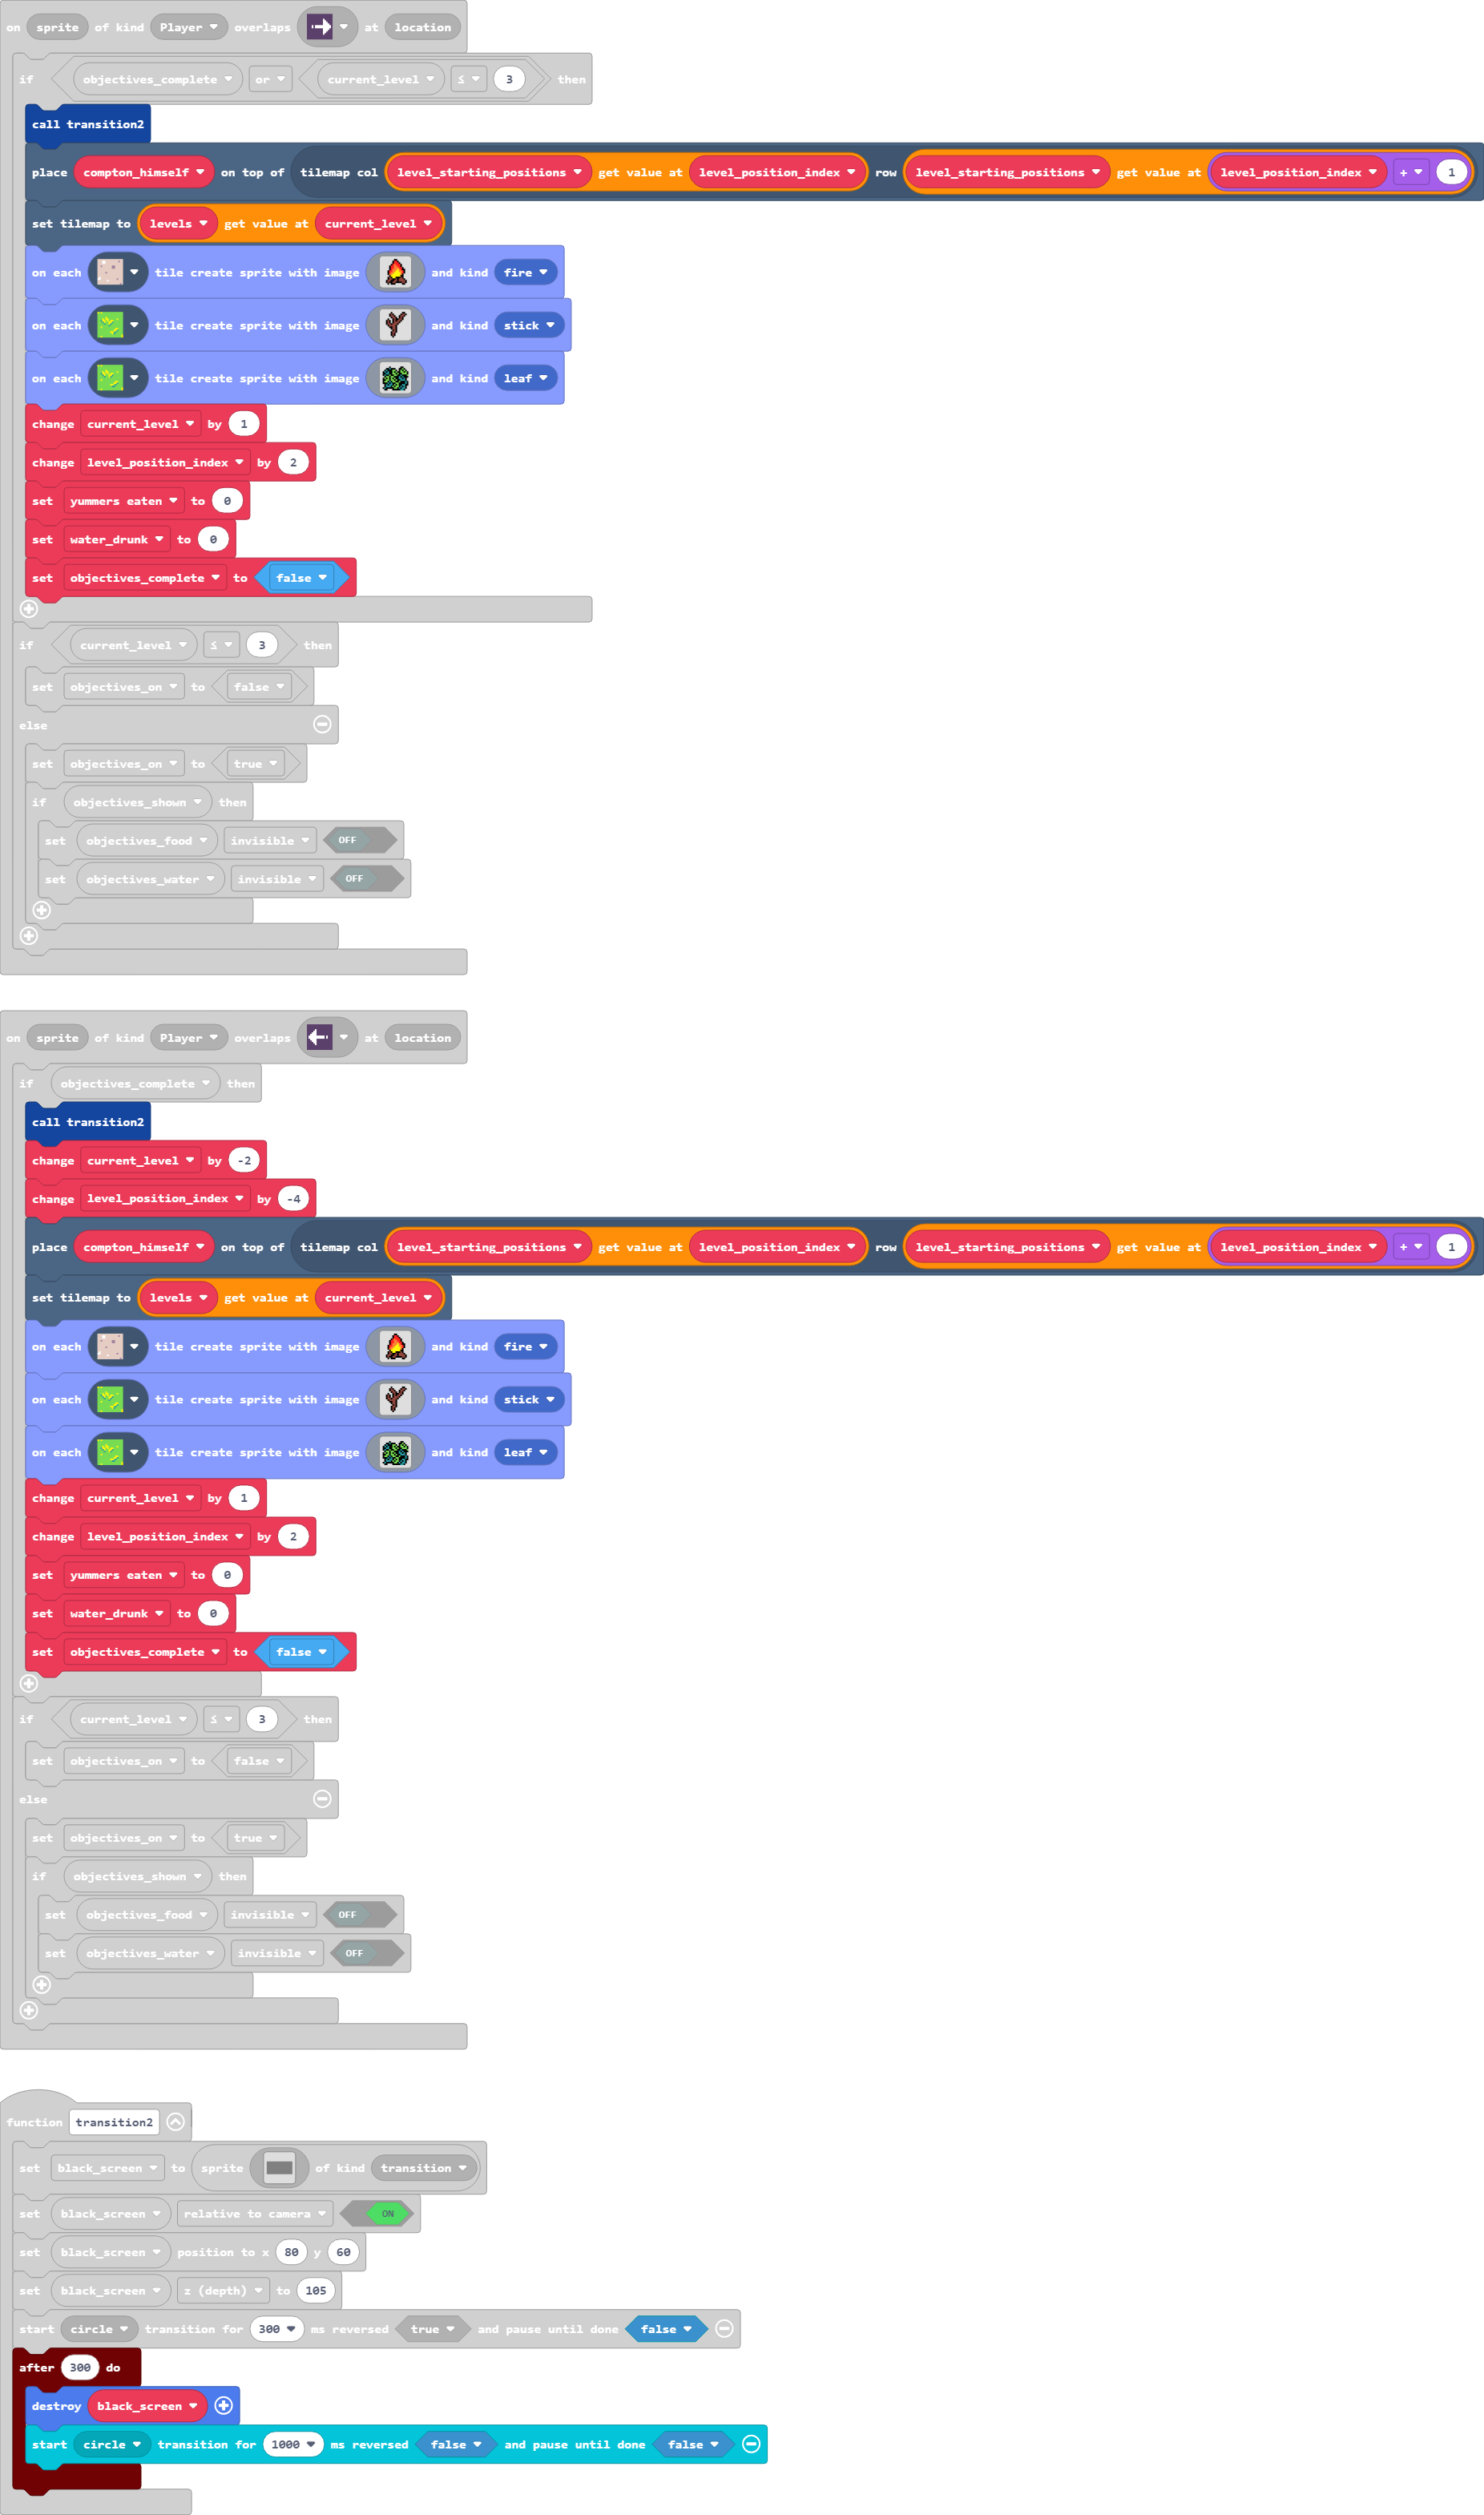 on sprite of kind Player overlaps at location
if objectives_complete or current_level ≤ 3 then
call transition2
place compton_himself on top of tilemap col level_starting_positions get value at level_position_index row level_starting_positions get value at level_position_index + 1
set tilemap to levels get value at current_level
on each tile create sprite with image and kind fire
on each tile create sprite with image and kind stick
on each tile create sprite with image and kind leaf
change current_level by 1
change level_position_index by 2
set yummers eaten to 0
set water_drunk to 0
set objectives_complete to false
if current_level ≤ 3 then
set objectives_on to false
else
set objectives_on to true
if objectives_shown then
set objectives_food invisible OFF
set objectives_water invisible OFF
on sprite of kind Player overlaps at location
if objectives_complete then
call transition2
change current_level by -2
change level_position_index by -4
place compton_himself on top of tilemap col level_starting_positions get value at level_position_index row level_starting_positions get value at level_position_index + 1
set tilemap to levels get value at current_level
on each tile create sprite with image and kind fire
on each tile create sprite with image and kind stick
on each tile create sprite with image and kind leaf
change current_level by 1
change level_position_index by 2
set yummers eaten to 0
set water_drunk to 0
set objectives_complete to false
if current_level ≤ 3 then
set objectives_on to false
else
set objectives_on to true
if objectives_shown then
set objectives_food invisible OFF
set objectives_water invisible OFF
function transition2
set black_screen to sprite of kind transition
set black_screen relative to camera ON
set black_screen position to x 80 y 60
set black_screen z (depth) to 105
start circle transition for 300 ms reversed true and pause until done false
after 300 do
destroy black_screen
start circle transition for 1000 ms reversed false and pause until done false